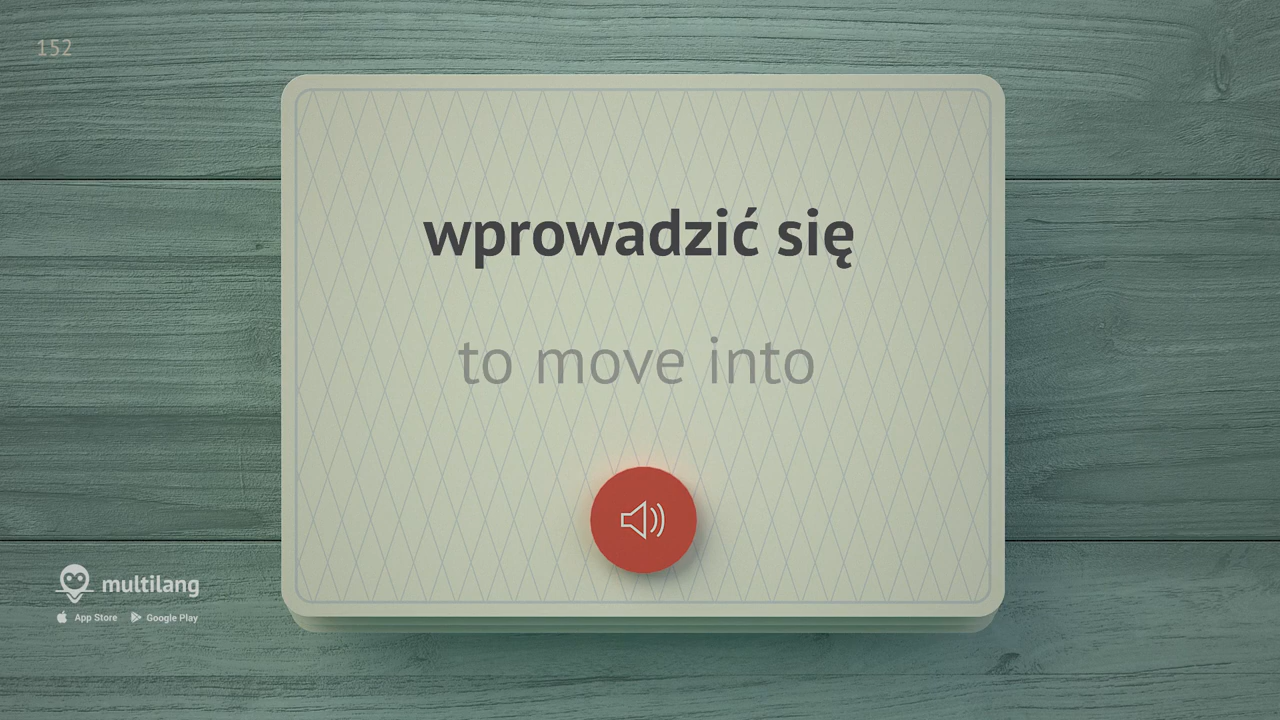 152
wprowadzić się
to move into
multilang
App Store Google Play